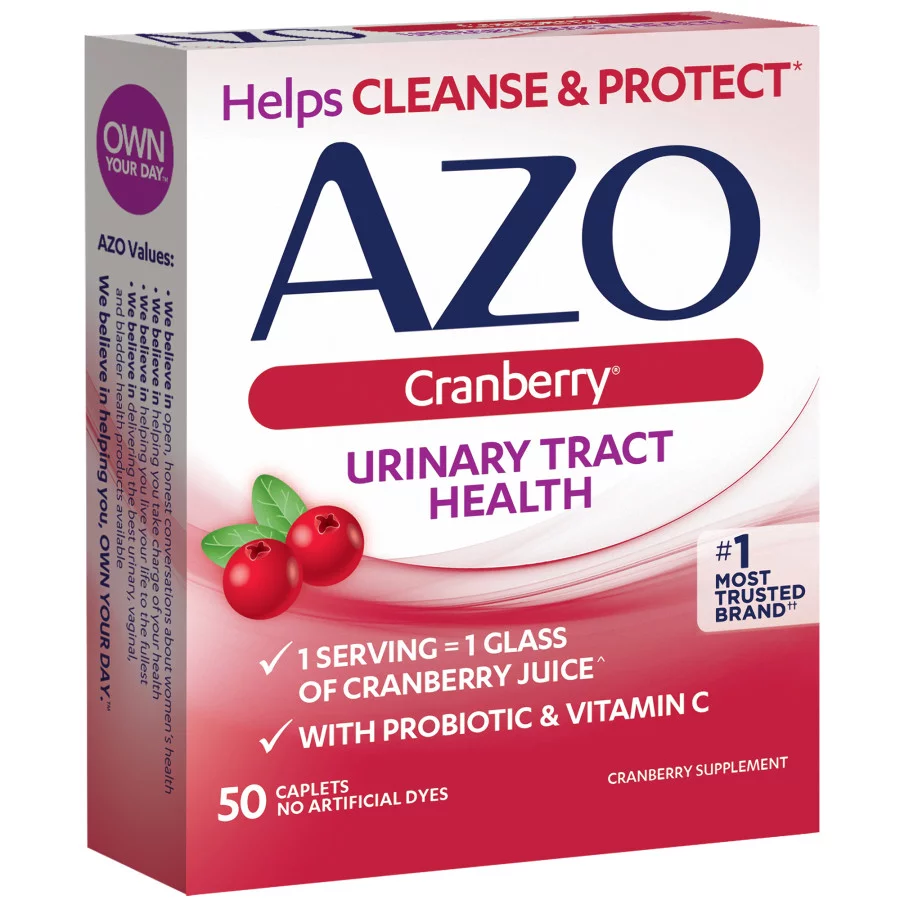 AZO
Cranberry
Helps CLEANSE & PROTECT*
AZO
Cranberry®
URINARY TRACT
HEALTH
#1
MOST
TRUSTED
BRAND††
✓ 1 SERVING = 1 GLASS
OF CRANBERRY JUICE^
✓ WITH PROBIOTIC & VITAMIN C
50 CAPLETS
NO ARTIFICIAL DYES
CRANBERRY SUPPLEMENT
OWN
YOUR DAY™
AZO Values:
• We believe in open, honest conversations about women's health
• We believe in helping you take charge of your health
• We believe in helping you live your life to the fullest
• We believe in delivering the best urinary, vaginal,
and bladder health products available
We believe in helping you, OWN YOUR DAY.™